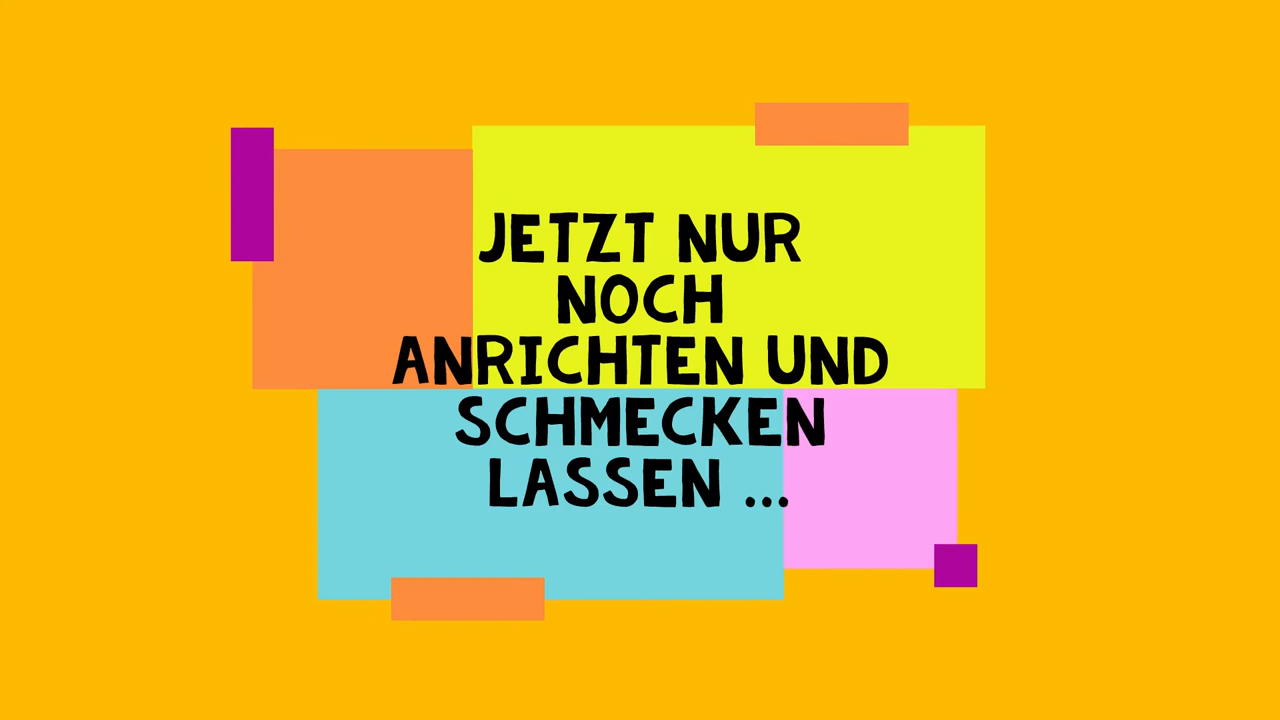 JETZT NUR
NOCH
ANRICHTEN UND
SCHMECKEN
LASSEN ...